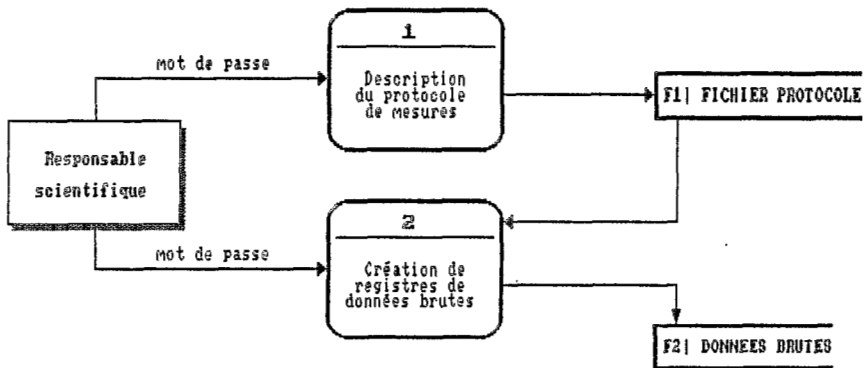 1
mot de passe
Description
du protocole
de mesures
F1| FICHIER PROTOCOLE
Responsable
scientifique
2
mot de passe
Création de
registres de
données brutes
F2| DONNEES BRUTES